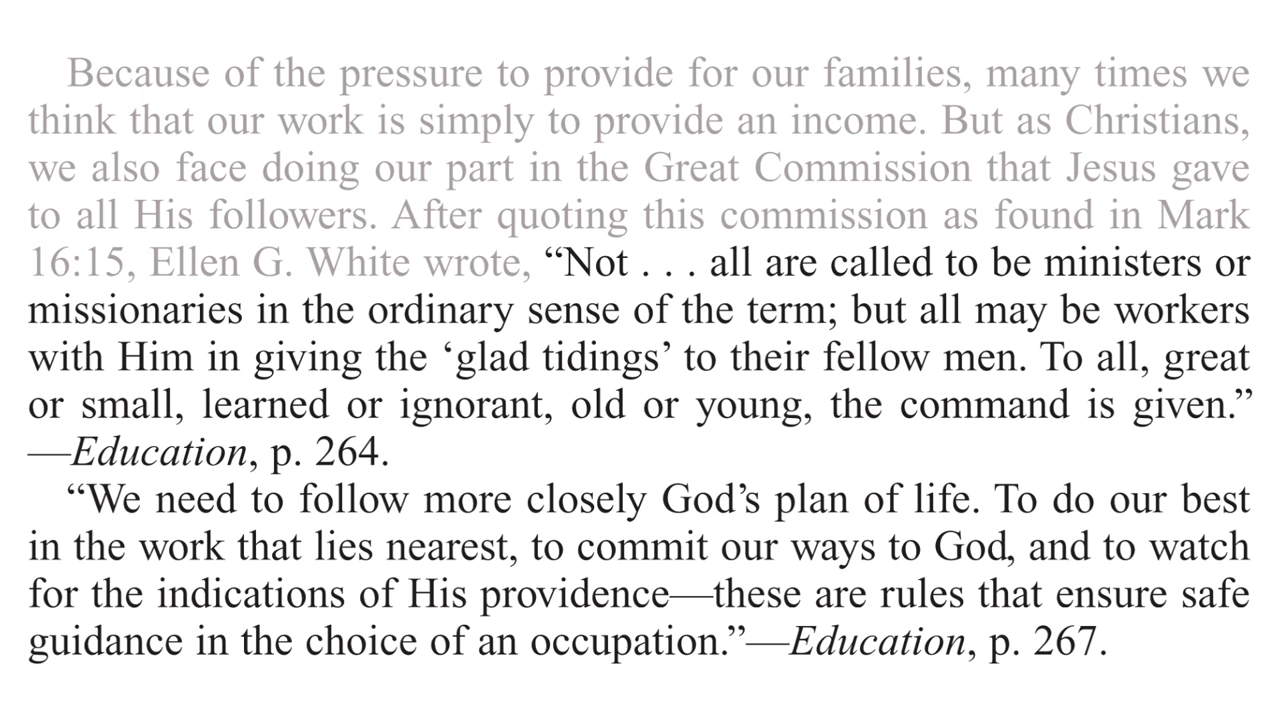 Because of the pressure to provide for our families, many times we
think that our work is simply to provide an income. But as Christians,
we also face doing our part in the Great Commission that Jesus gave
to all His followers. After quoting this commission as found in Mark
16:15, Ellen G. White wrote, “Not . . . all are called to be ministers or
missionaries in the ordinary sense of the term; but all may be workers
with Him in giving the ‘glad tidings’ to their fellow men. To all, great
or small, learned or ignorant, old or young, the command is given.”
—Education, p. 264.
“We need to follow more closely God’s plan of life. To do our best
in the work that lies nearest, to commit our ways to God, and to watch
for the indications of His providence—these are rules that ensure safe
guidance in the choice of an occupation.”—Education, p. 267.